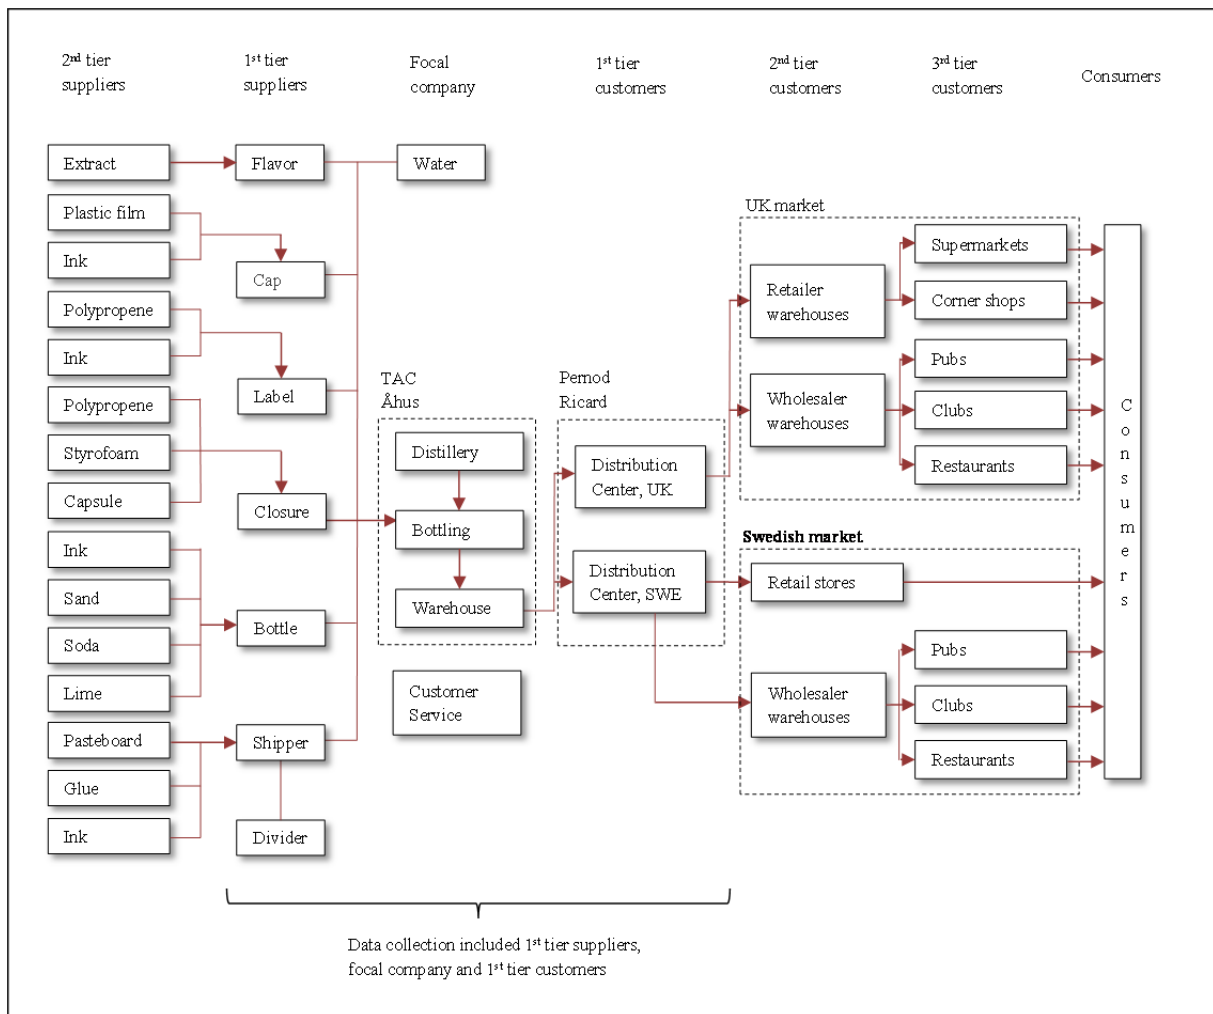 2nd tier
suppliers
1st tier
suppliers
Focal
company
1st tier
customers
2nd tier
customers
3rd tier
customers
Consumers
Extract
Flavor
Water
Plastic film
Ink
Cap
Polypropene
Ink
Label
Polypropene
Styrofoam
Capsule
Closure
Ink
Sand
Soda
Lime
Bottle
Pasteboard
Glue
Ink
Shipper
Divider
TAC
Åhus
Distillery
Bottling
Warehouse
Customer
Service
Pernod
Ricard
Distribution
Center, UK
Distribution
Center, SWE
UK market
Retailer
warehouses
Wholesaler
warehouses
Supermarkets
Corner shops
Pubs
Clubs
Restaurants
Swedish market
Retail stores
Wholesaler
warehouses
Pubs
Clubs
Restaurants
Consumers
Data collection included 1st tier suppliers,
focal company and 1st tier customers